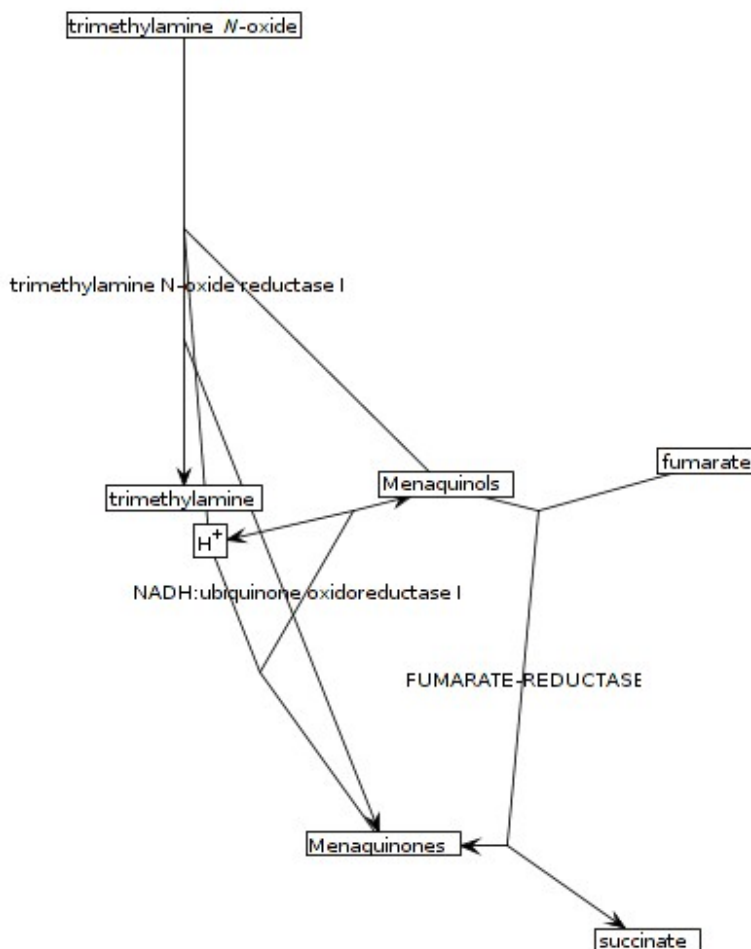 trimethylamine N-oxide
trimethylamine N-oxide reductase I
fumarate
Menaquinols
trimethylamine
H+
NADH:ubiquinone oxidoreductase I
FUMARATE-REDUCTASE
Menaquinones
succinate